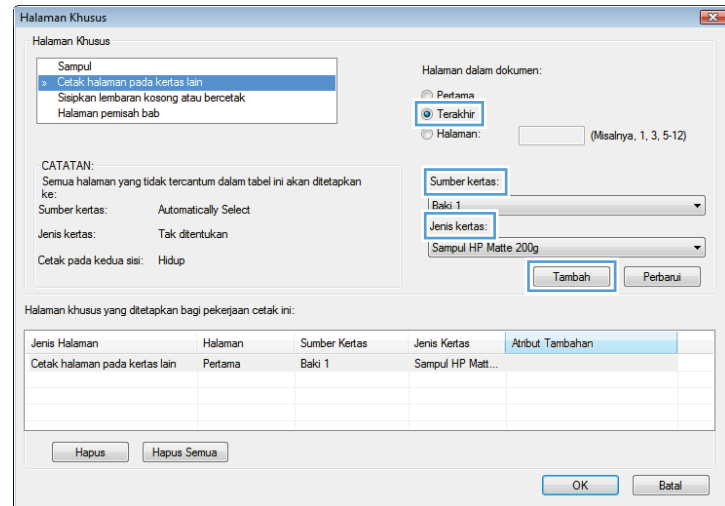 Halaman Khusus
Halaman Khusus
Sampul
» Cetak halaman pada kertas lain
Sisipkan lembaran kosong atau bercetak
Halaman pemisah bab
Halaman dalam dokumen:
Pertama
Terakhir
Halaman: (Misalnya, 1, 3, 5-12)
CATATAN:
Semua halaman yang tidak tercantum dalam tabel ini akan ditetapkan
ke:
Sumber kertas: Automatically Select
Jenis kertas: Tak ditentukan
Cetak pada kedua sisi: Hidup
Sumber kertas:
Baki 1
Jenis kertas:
Sampul HP Matte 200g
Tambah Perbarui
Halaman khusus yang ditetapkan bagi pekerjaan cetak ini:
Jenis Halaman Halaman Sumber Kertas Jenis Kertas Atribut Tambahan
Cetak halaman pada kertas lain Pertama Baki 1 Sampul HP Matt...
Hapus Hapus Semua
OK Batal